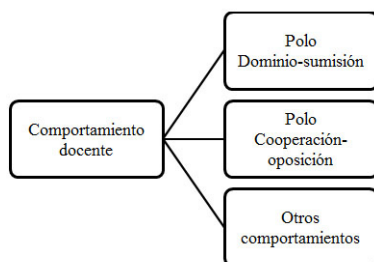 Polo
Dominio-sumisión
Comportamiento
docente
Polo
Cooperación-
oposición
Otros
comportamientos